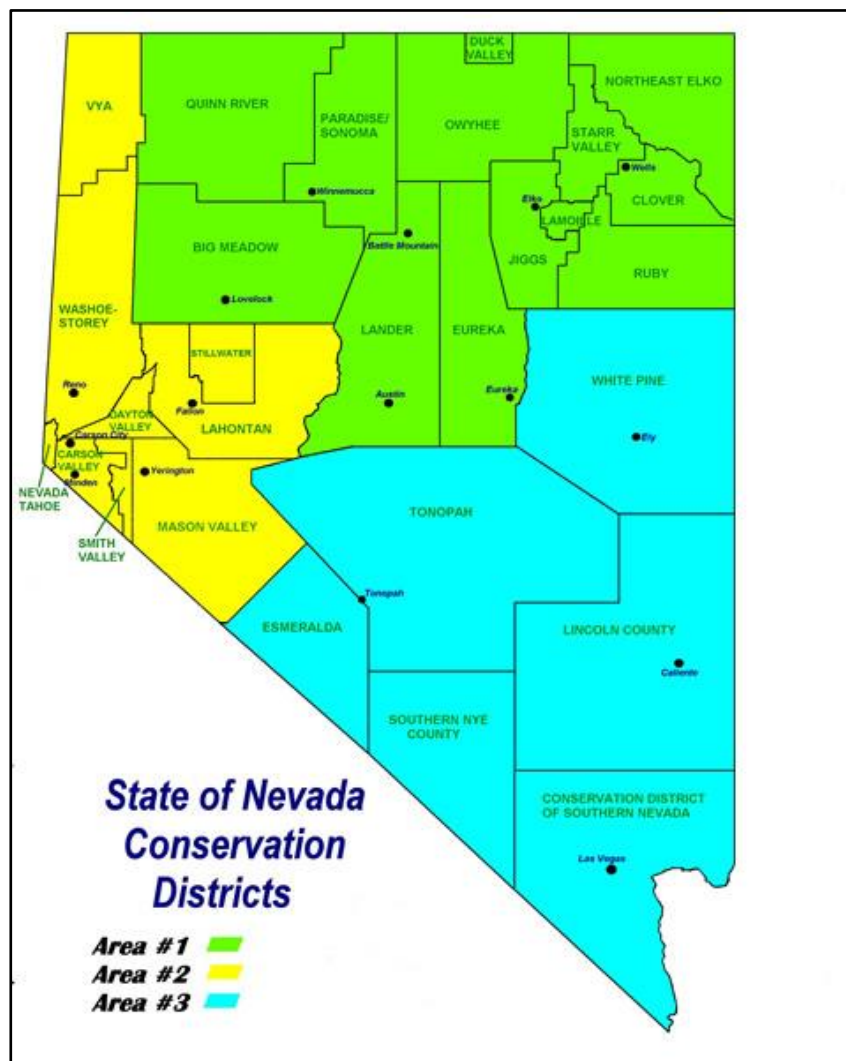 DUCK
VALLEY
NORTHEAST ELKO
VYA
QUINN RIVER
PARADISE/
SONOMA
OWYHEE
STARR
VALLEY
Wells
Winnemucca
Elko
CLOVER
LAMOILLE
BIG MEADOW
Battle Mountain
JIGGS
RUBY
Lovelock
WASHOE-
STOREY
LANDER
EUREKA
STILLWATER
WHITE PINE
Reno
Fallon
Austin
Eureka
DAYTON
VALLEY
LAHONTAN
Carson City
Ely
CARSON
VALLEY
Minden
Yerington
NEVADA
TAHOE
SMITH
VALLEY
MASON VALLEY
TONOPAH
Tonopah
ESMERALDA
LINCOLN COUNTY
Caliente
SOUTHERN NYE
COUNTY
CONSERVATION DISTRICT
OF SOUTHERN NEVADA
Las Vegas
State of Nevada
Conservation
Districts
Area #1
Area #2
Area #3